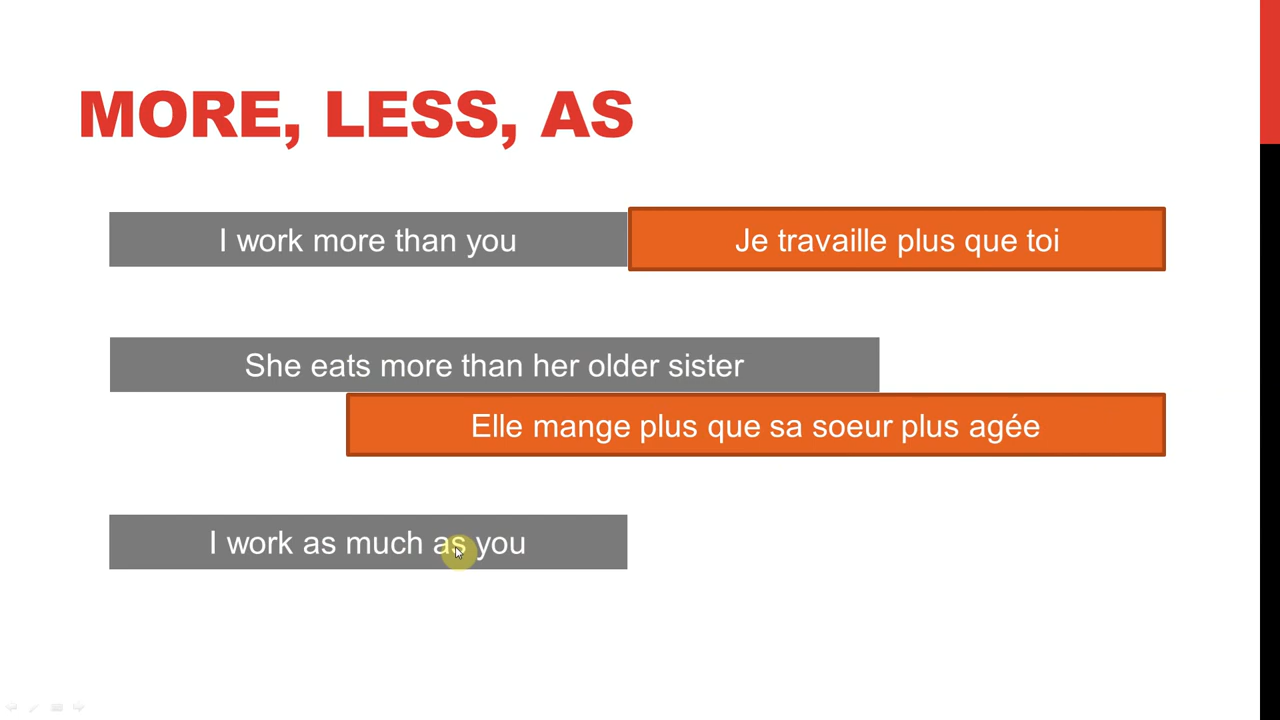 MORE, LESS, AS
I work more than you
Je travaille plus que toi
She eats more than her older sister
Elle mange plus que sa soeur plus agée
I work as much as you